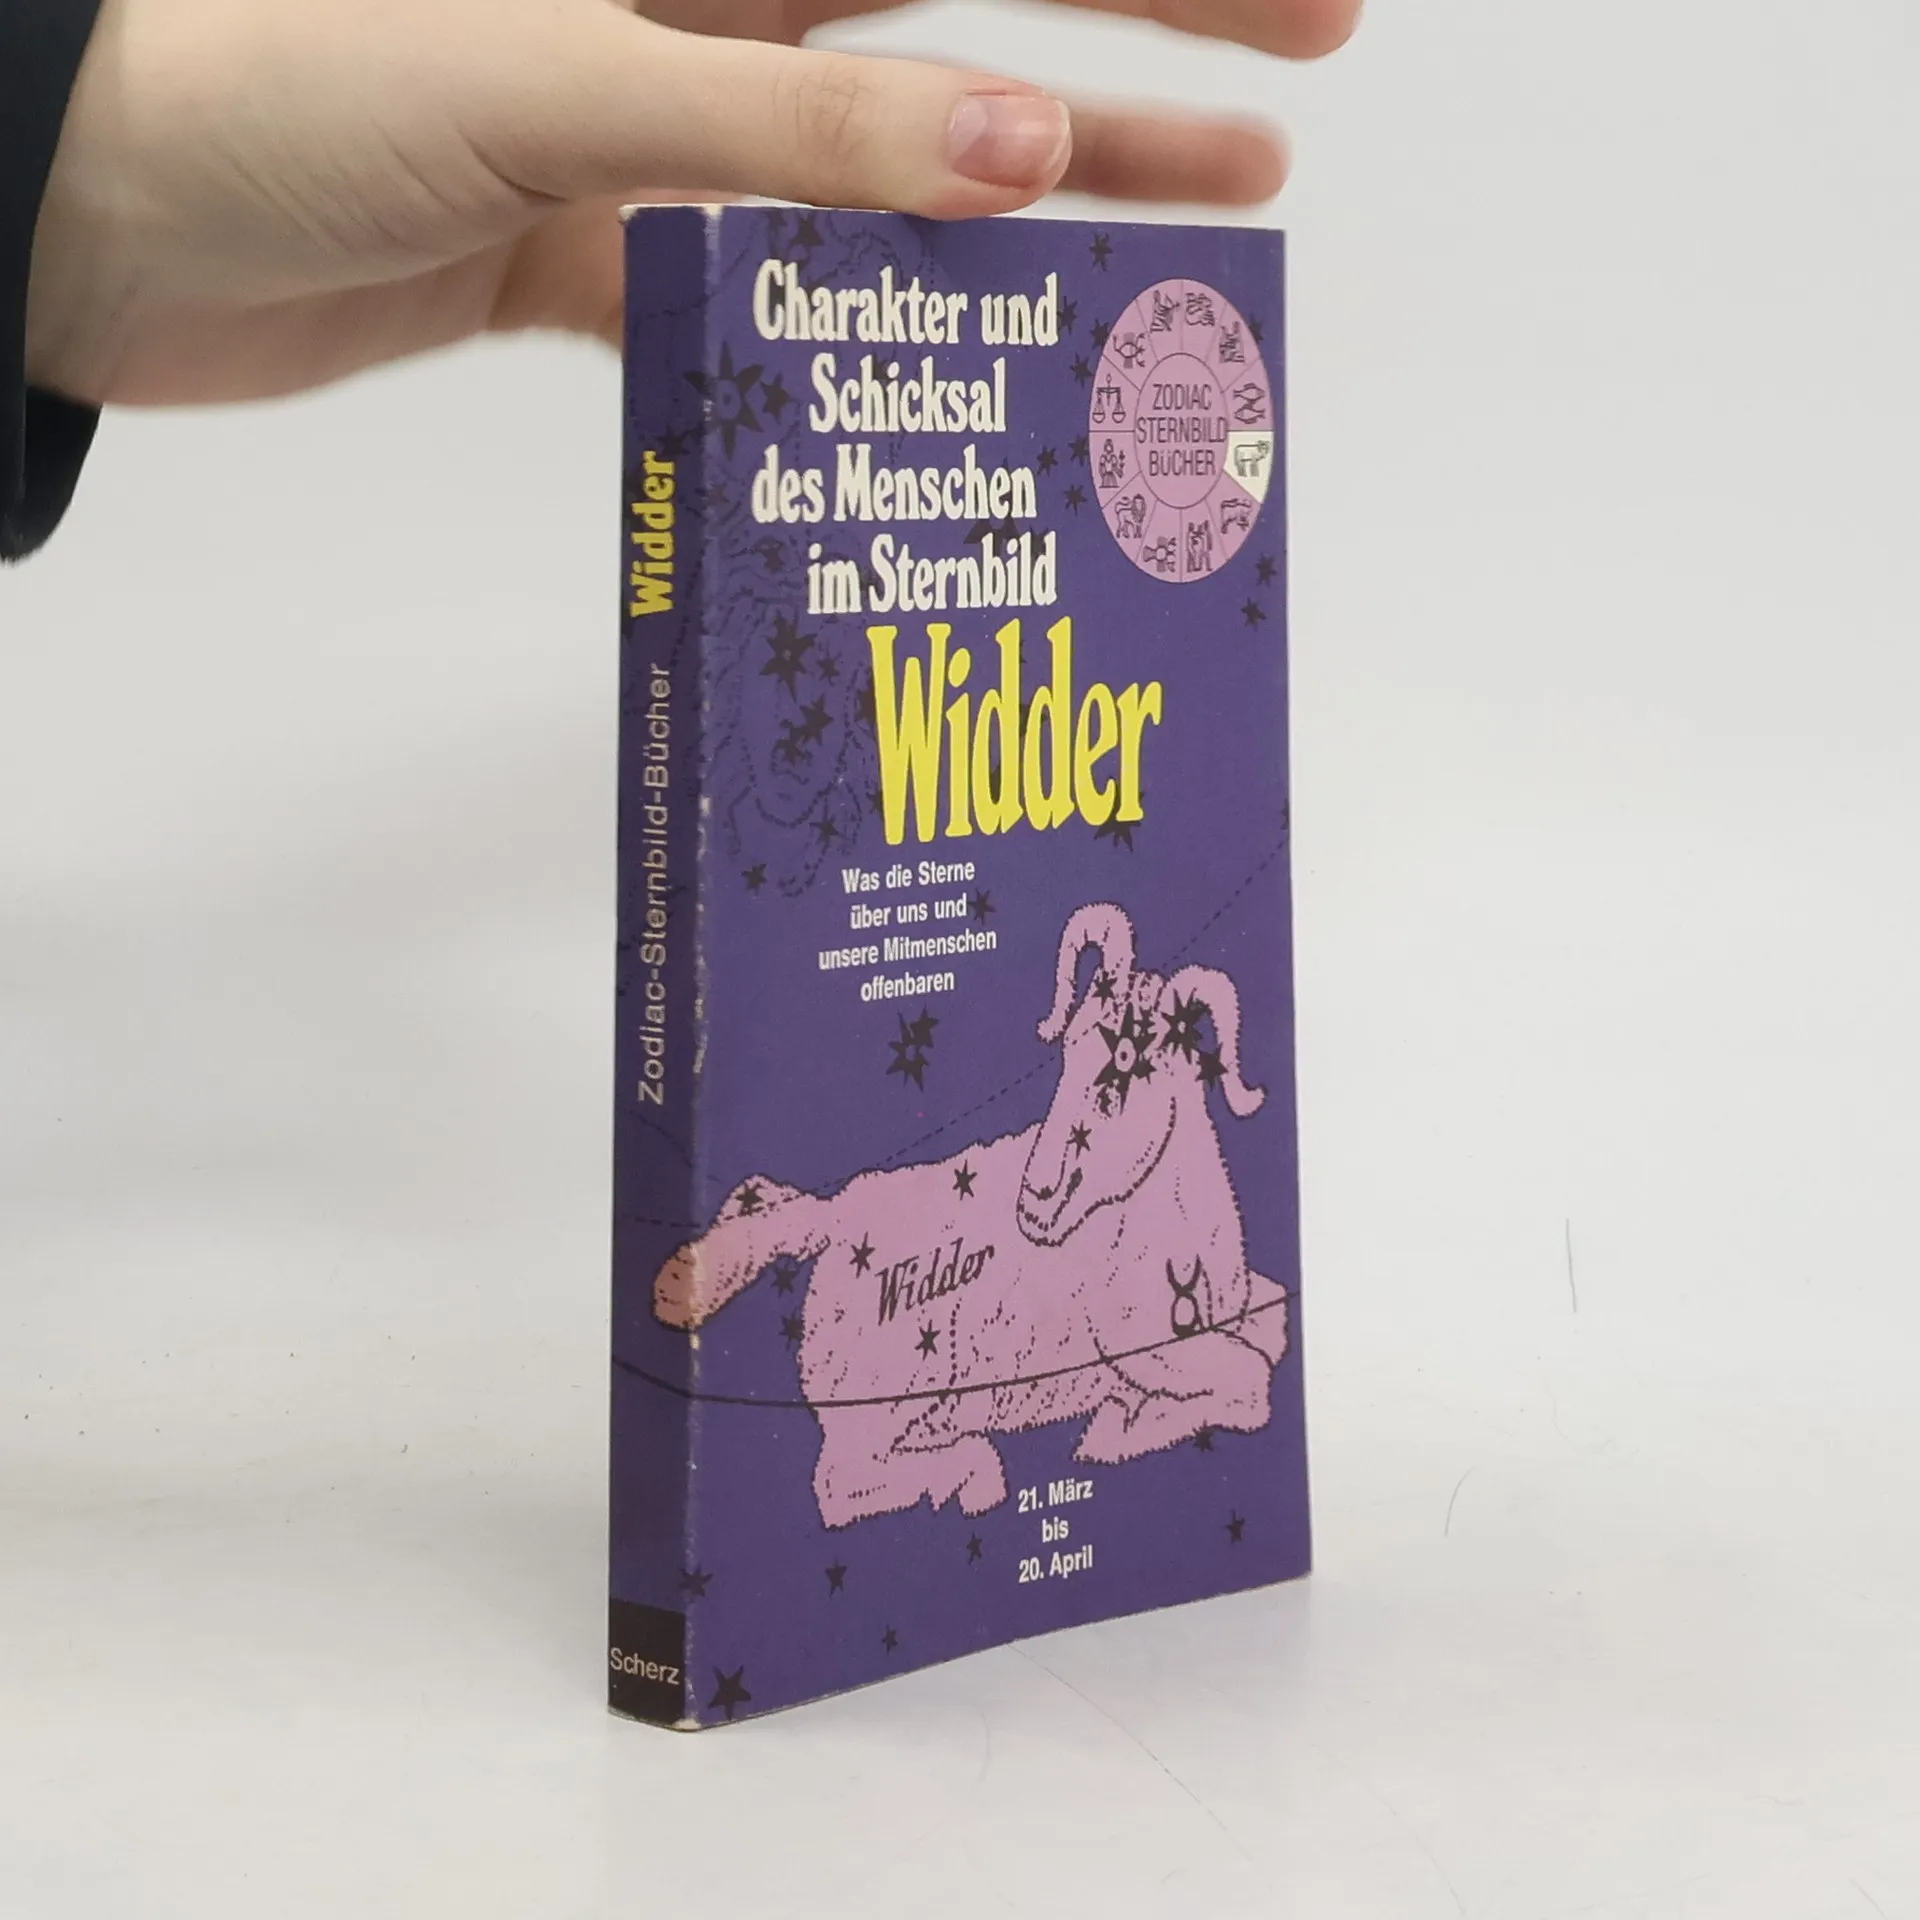 Charakter und
Schicksal
des Menschen
im Sternbild
Widder
ZODIAC
STERNBILD
BÜCHER
Was die Sterne
über uns und
unsere Mitmenschen
offenbaren
Widder
21. März
bis
20. April
Widder
Zodiac-Sternbild-Bücher
Scherz